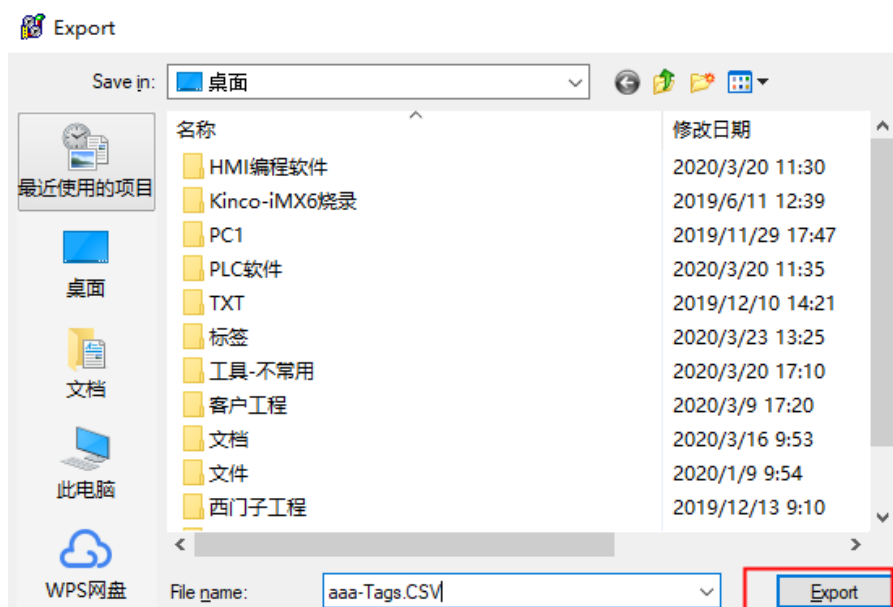 Export
Save in: 桌面
名称 修改日期
HMI编程软件 2020/3/20 11:30
最近使用的项目
Kinco-iMX6烧录 2019/6/11 12:39
PC1 2019/11/29 17:47
PLC软件 2020/3/20 11:35
桌面
TXT 2019/12/10 14:21
标签 2020/3/23 13:25
工具-不常用 2020/3/20 17:10
文档
客户工程 2020/3/9 17:20
文档 2020/3/16 9:53
文件 2020/1/9 9:54
此电脑
西门子工程 2019/12/13 9:10
WPS网盘
File name: aaa-Tags.CSV Export